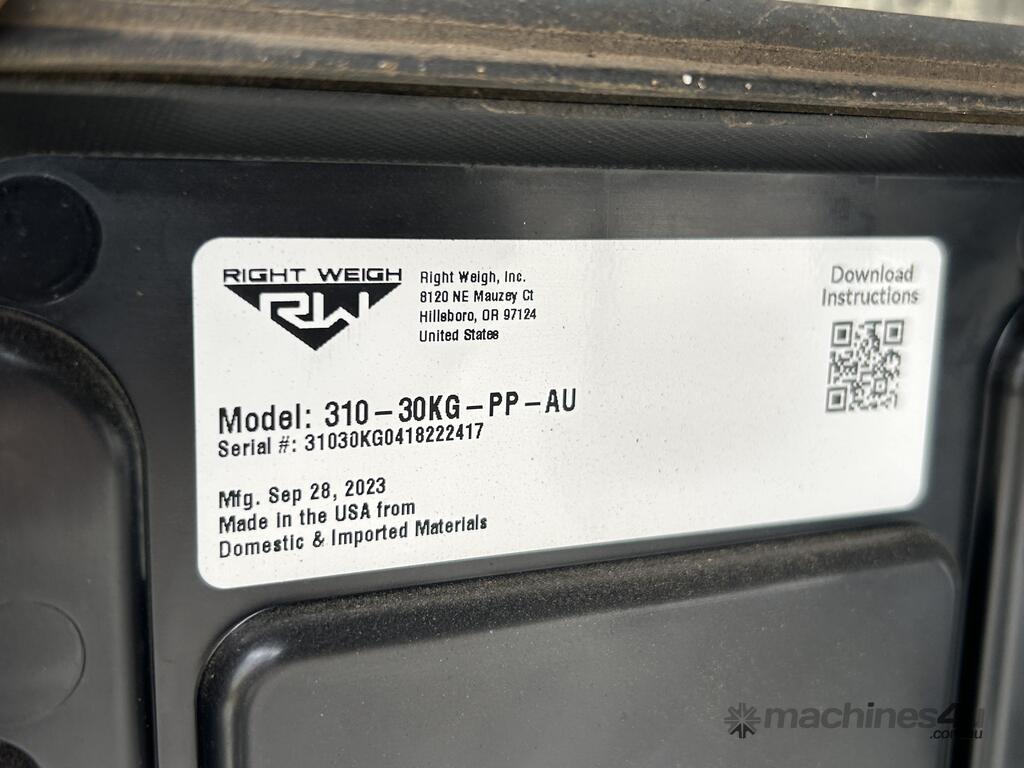 RIGHT WEIGH
RW
Right Weigh, Inc.
8120 NE Mauzey Ct
Hillsboro, OR 97124
United States
Download
Instructions
Model: 310-30KG-PP-AU
Serial #: 31030KG0418222417
Mfg. Sep 28, 2023
Made in the USA from
Domestic & Imported Materials
machines4u
.com.au